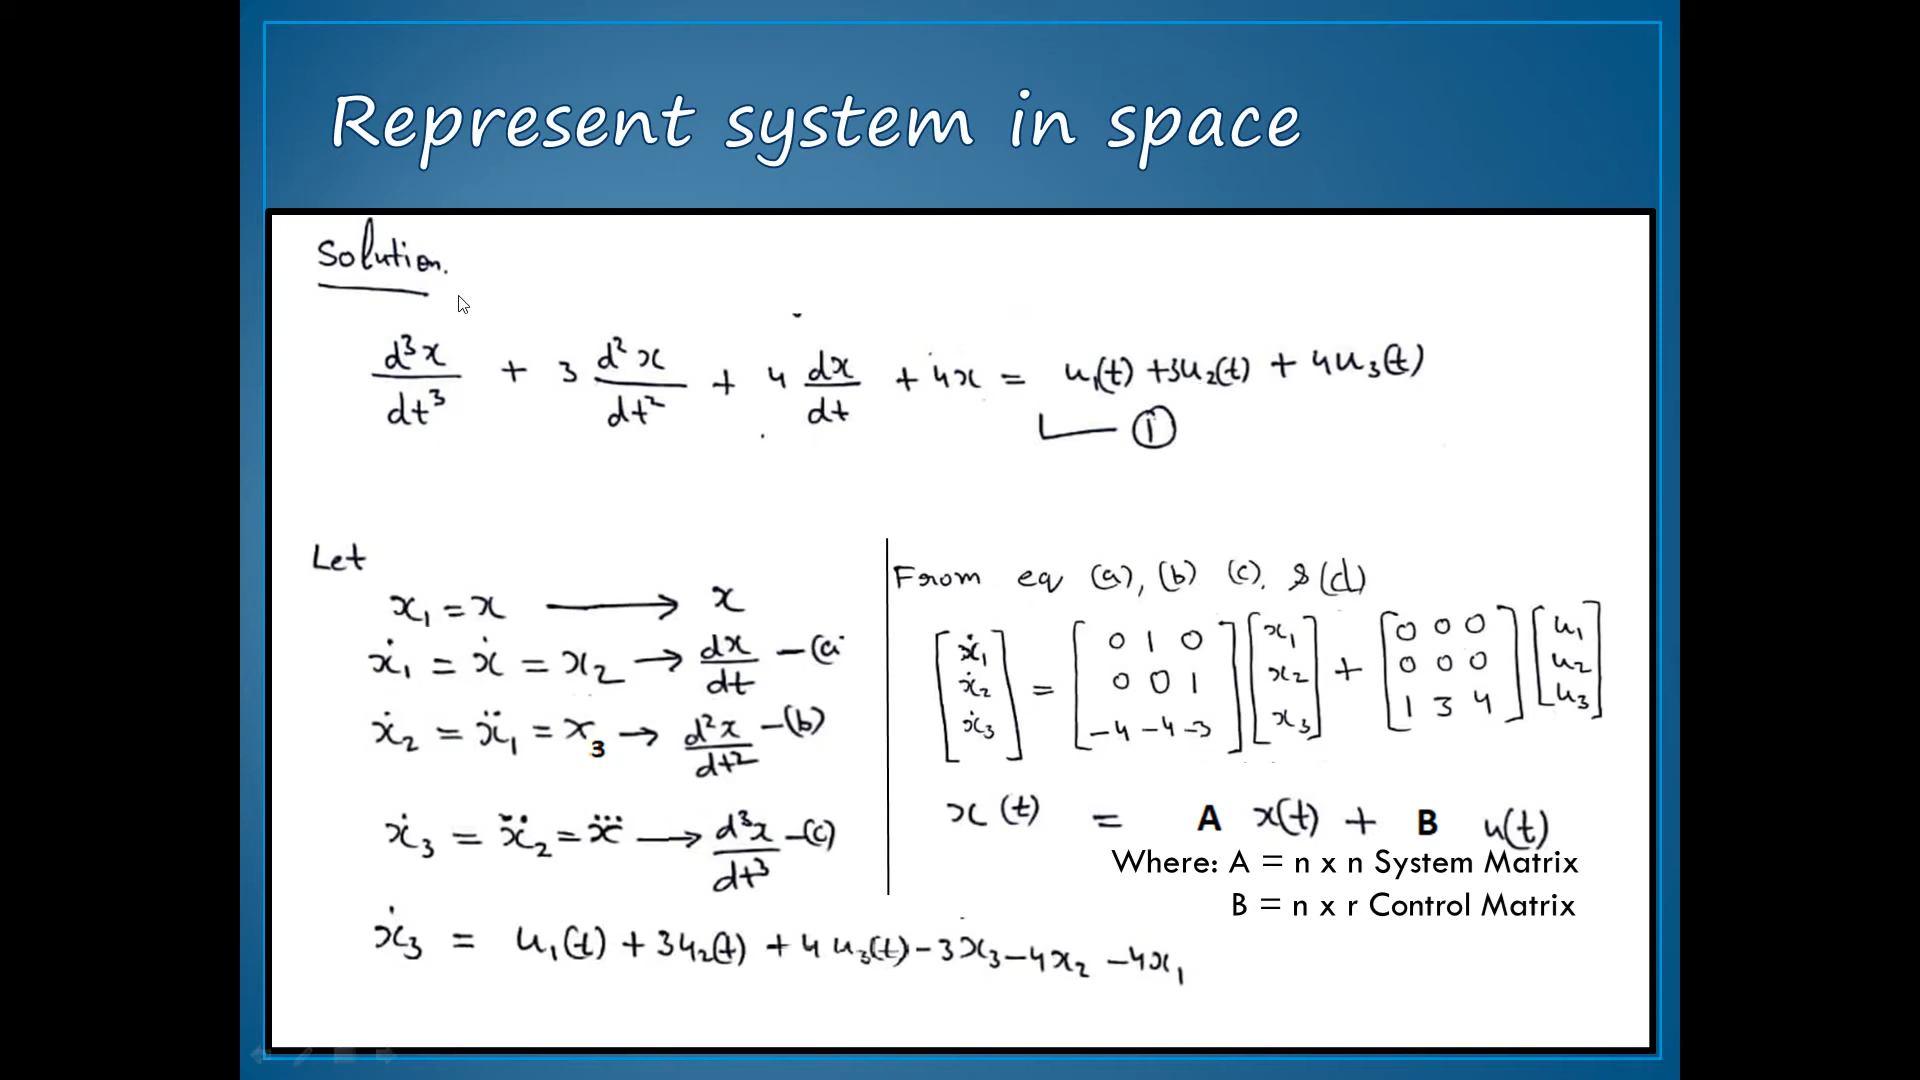 Represent system in space
Solution.
d³x/dt³ + 3 d²x/dt² + 4 dx/dt + 4x = u₁(t) + 3u₂(t) + 4u₃(t)
①
Let
x₁ = x ⟶ x
ẋ₁ = ẋ = x₂ → dx/dt –(a
ẋ₂ = ẍ₁ = x₃ → d²x/dt² –(b)
ẋ₃ = ẍ₂ = x⃛ → d³x/dt³ –(c)
ẋ₃ = u₁(t) + 3u₂(t) + 4u₃(t) – 3x₃ – 4x₂ – 4x₁
From eq (a), (b) (c). & (d)
[ẋ₁ ẋ₂ ẋ₃] = [0 1 0; 0 0 1; -4 -4 -3] [x₁ x₂ x₃] + [0 0 0; 0 0 0; 1 3 4] [u₁ u₂ u₃]
x(t) = A x(t) + B u(t)
Where: A = n x n System Matrix
B = n x r Control Matrix